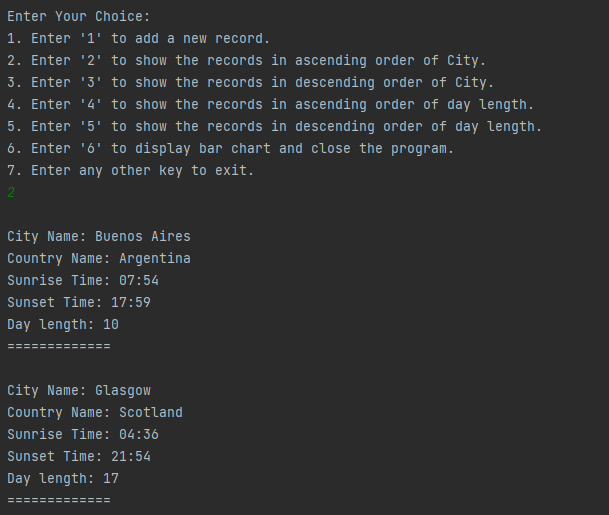 Enter Your Choice:
1. Enter '1' to add a new record.
2. Enter '2' to show the records in ascending order of City.
3. Enter '3' to show the records in descending order of City.
4. Enter '4' to show the records in ascending order of day length.
5. Enter '5' to show the records in descending order of day length.
6. Enter '6' to display bar chart and close the program.
7. Enter any other key to exit.
2
City Name: Buenos Aires
Country Name: Argentina
Sunrise Time: 07:54
Sunset Time: 17:59
Day length: 10
=============
City Name: Glasgow
Country Name: Scotland
Sunrise Time: 04:36
Sunset Time: 21:54
Day length: 17
=============